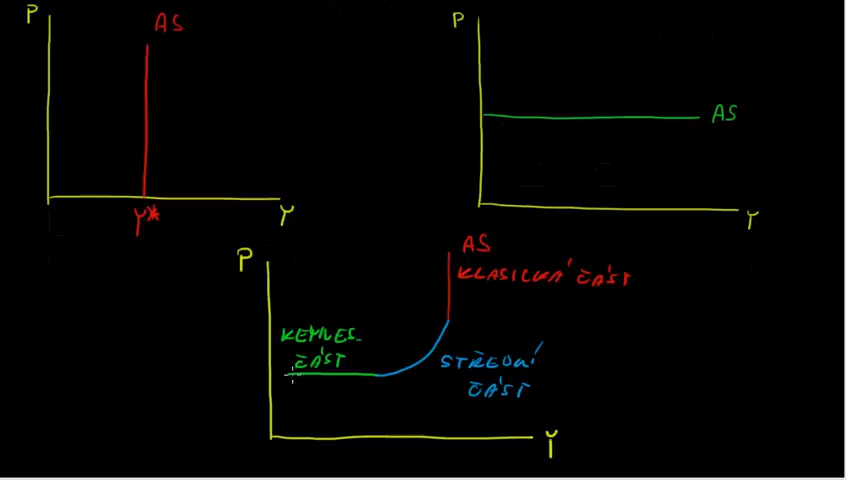 P
AS
Y*
Y
P
AS
Y
P
AS
KLASICKÁ ČÁST
KEYNES.
ČÁST
STŘEDNÍ
ČÁST
Y